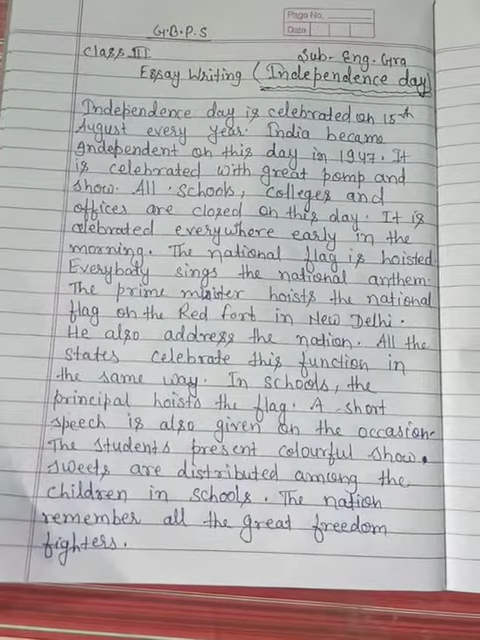 G.B.P.S
Page No.
Date
Class III
Sub- Eng. Gra
Essay Writing (Independence day)
Independence day is celebrated on 15th
August every year. India became
Independent on this day in 1947. It
is celebrated with great pomp and
show. All schools, colleges and
offices are closed on this day. It is
celebrated everywhere early in the
morning. The national flag is hoisted.
Everybody sings the national anthem.
The prime minister hoists the national
flag on the Red fort in New Delhi.
He also address the nation. All the
states celebrate this function in
the same way. In schools, the
principal hoists the flag. A short
speech is also given on the occasion.
The students present colourful show.
Sweets are distributed among the
children in schools. The nation
remember all the great freedom
fighters.